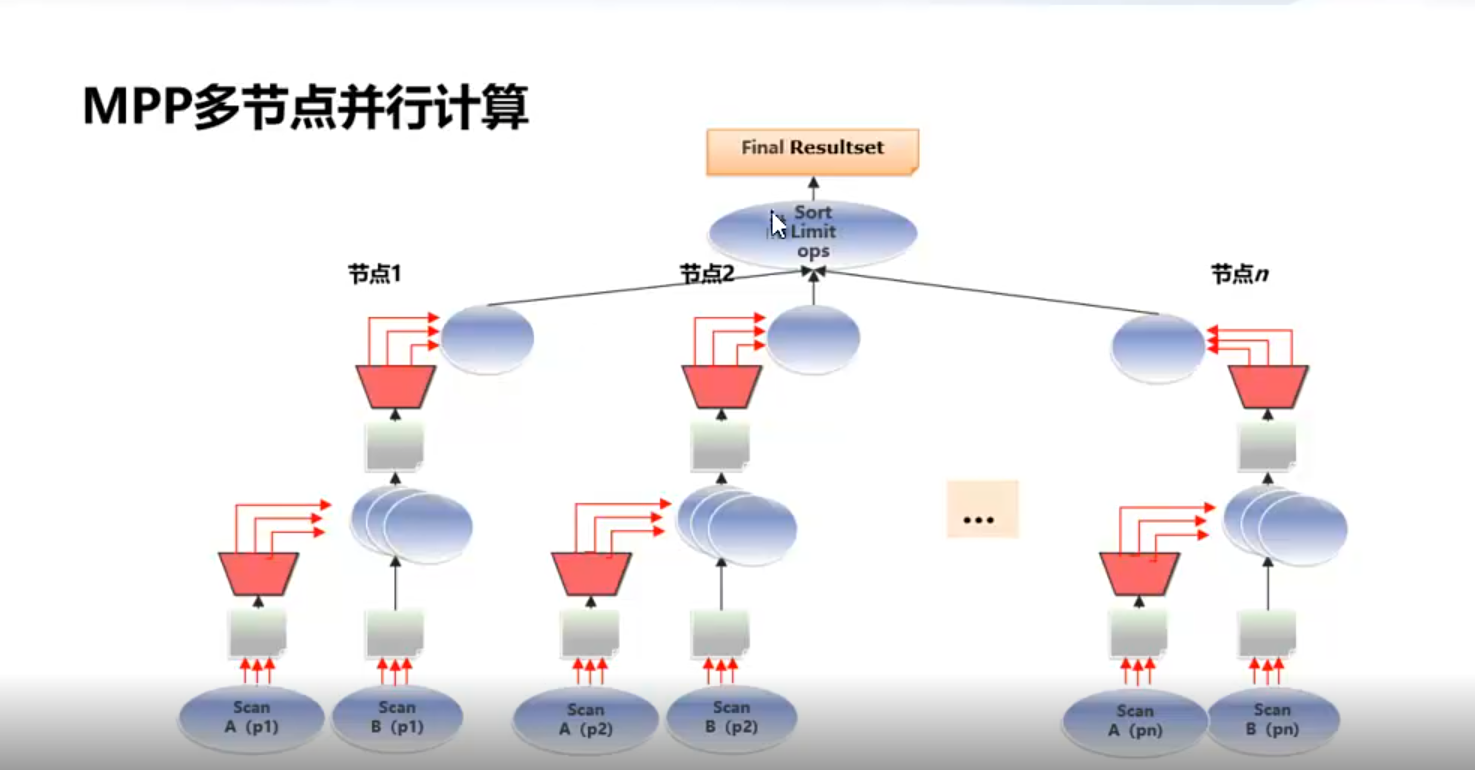 MPP多节点并行计算
Final Resultset
Sort
Limit
ops
节点1
节点2
节点n
...
Scan
A（p1）
Scan
B（p1）
Scan
A（p2）
Scan
B（p2）
Scan
A（pn）
Scan
B（pn）